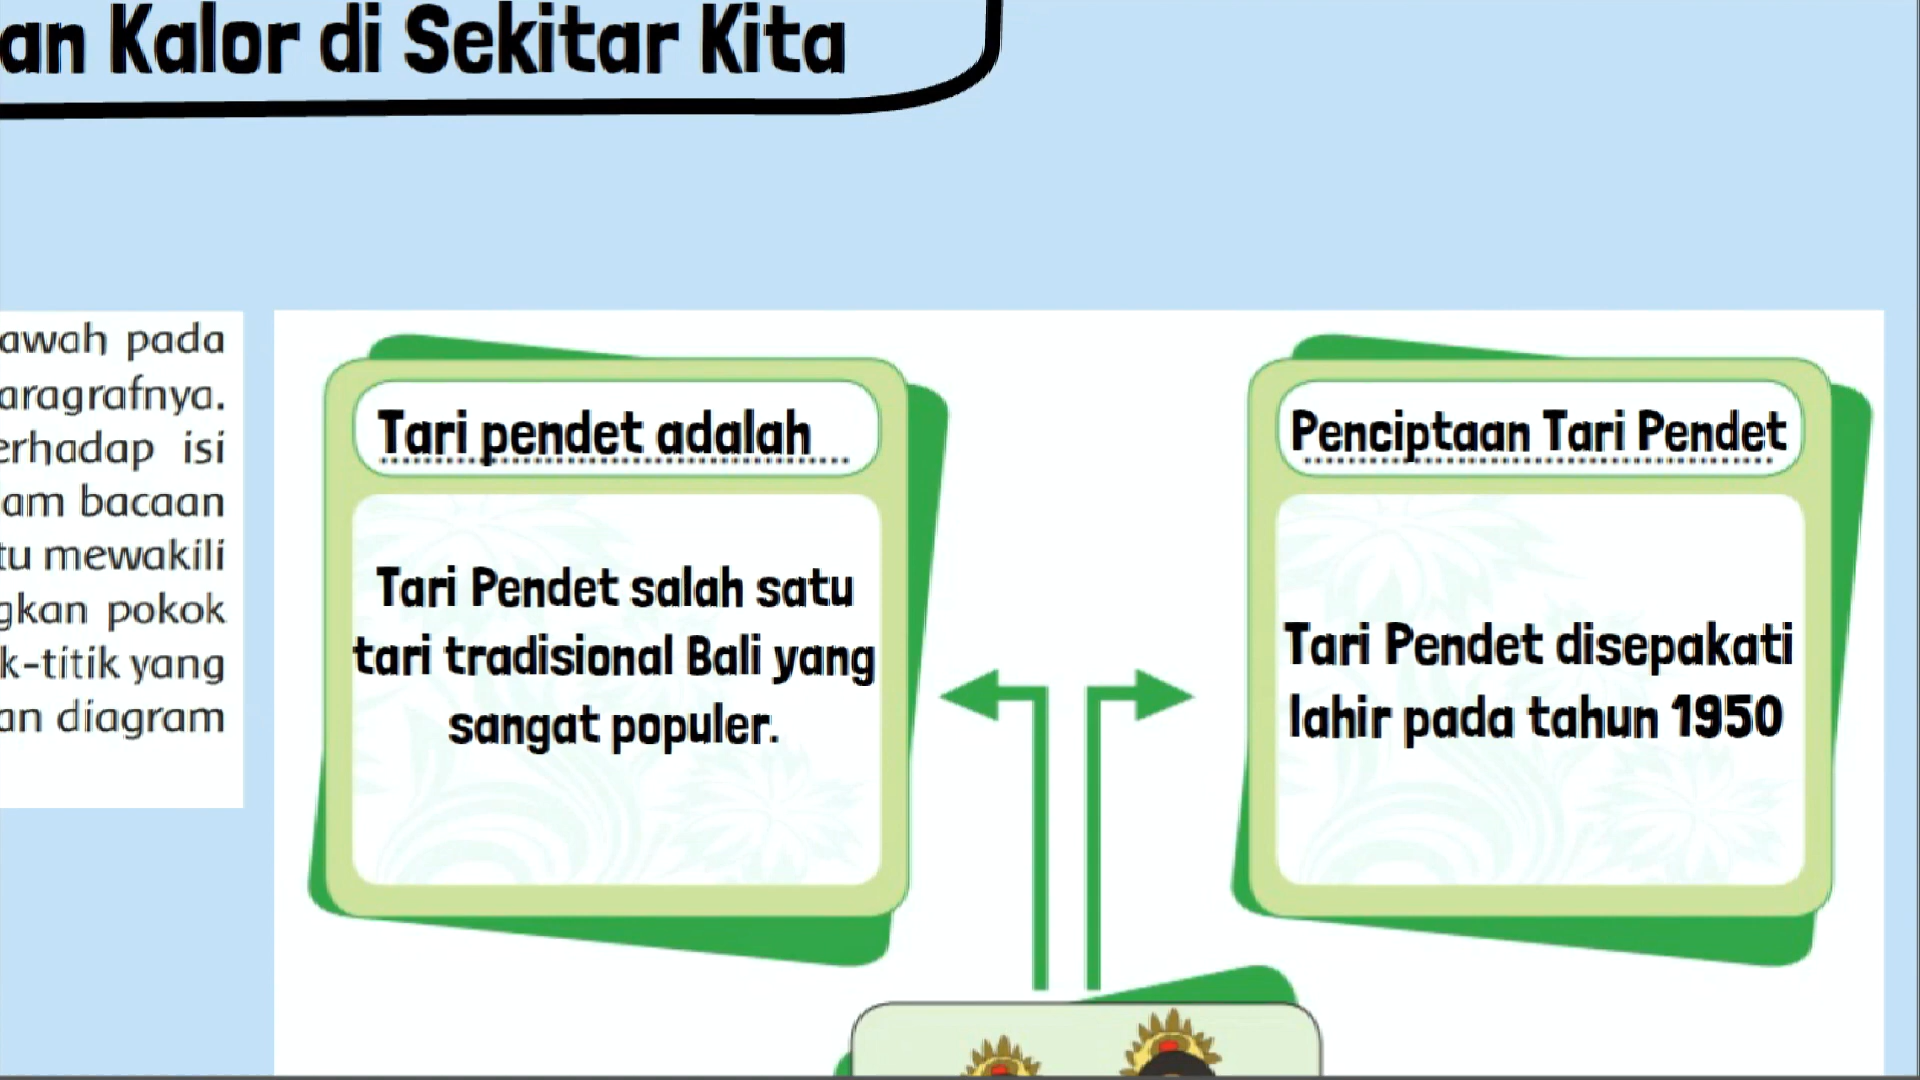 an Kalor di Sekitar Kita
awah pada
aragrafnya.
erhadap isi
am bacaan
tu mewakili
gkan pokok
k-titik yang
an diagram
Tari pendet adalah
Tari Pendet salah satu
tari tradisional Bali yang
sangat populer.
Penciptaan Tari Pendet
Tari Pendet disepakati
lahir pada tahun 1950